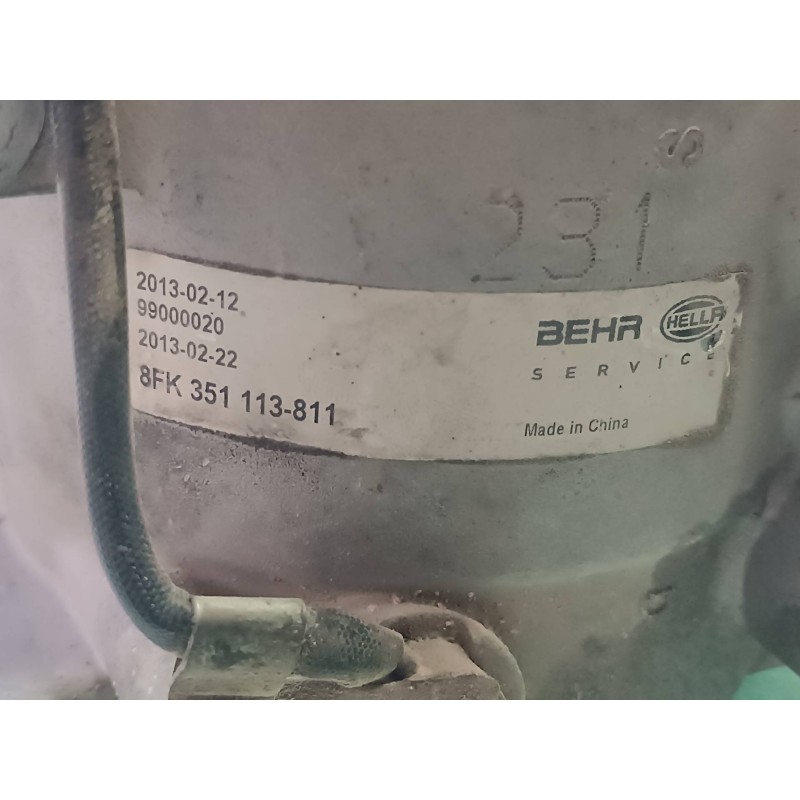 S
231
2013-02-12
99000020
2013-02-22
8FK 351 113-811
BEHR HELLA
SERVICE
Made in China